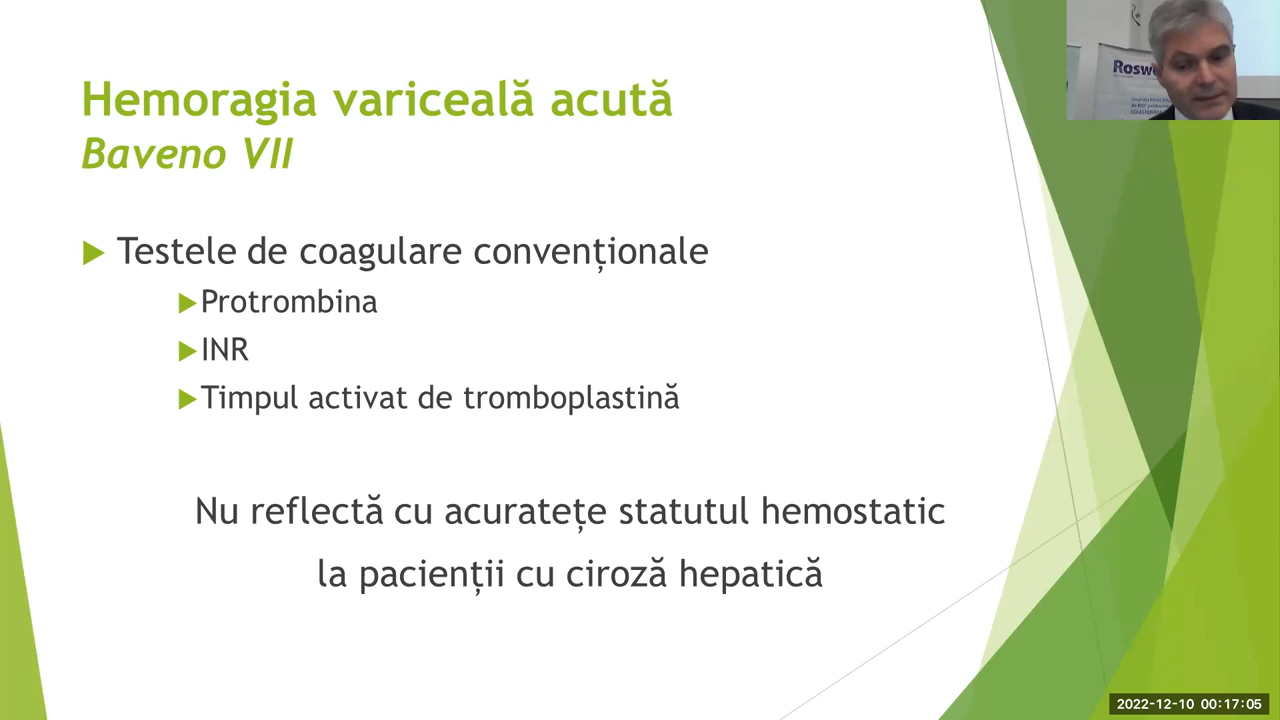 Hemoragia variceală acută
Baveno VII
Testele de coagulare convenționale
Protrombina
INR
Timpul activat de tromboplastină
Nu reflectă cu acuratețe statutul hemostatic
la pacienții cu ciroză hepatică
2022-12-10 00:17:05